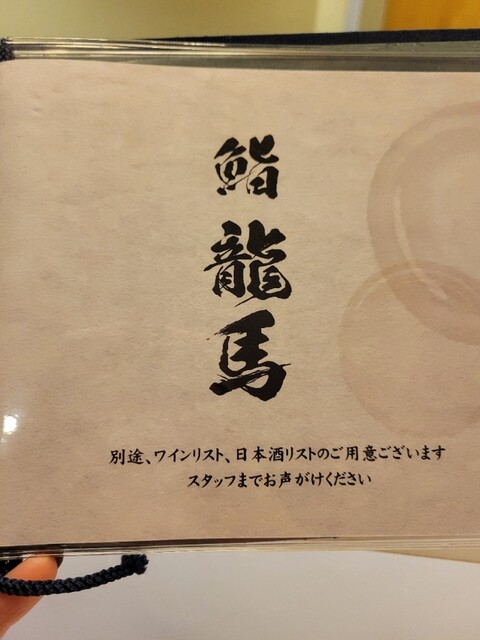 鮨龍馬
別途、ワインリスト、日本酒リストのご用意ございます
スタッフまでお声がけください